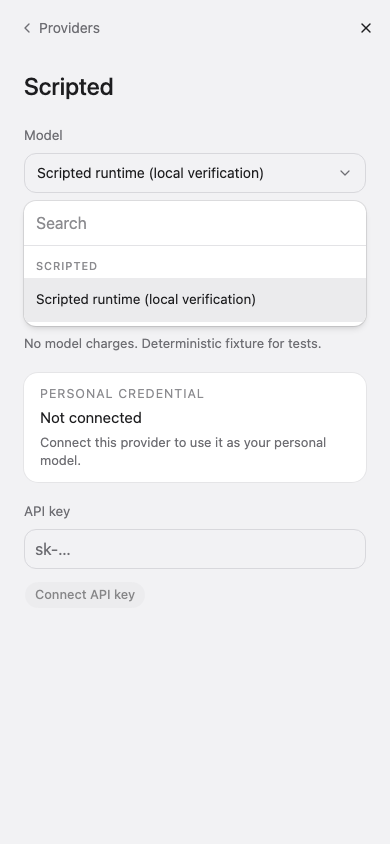 Providers
Scripted
Model
Scripted runtime (local verification)
Search
SCRIPTED
Scripted runtime (local verification)
No model charges. Deterministic fixture for tests.
PERSONAL CREDENTIAL
Not connected
Connect this provider to use it as your personal
model.
API key
sk-...
Connect API key